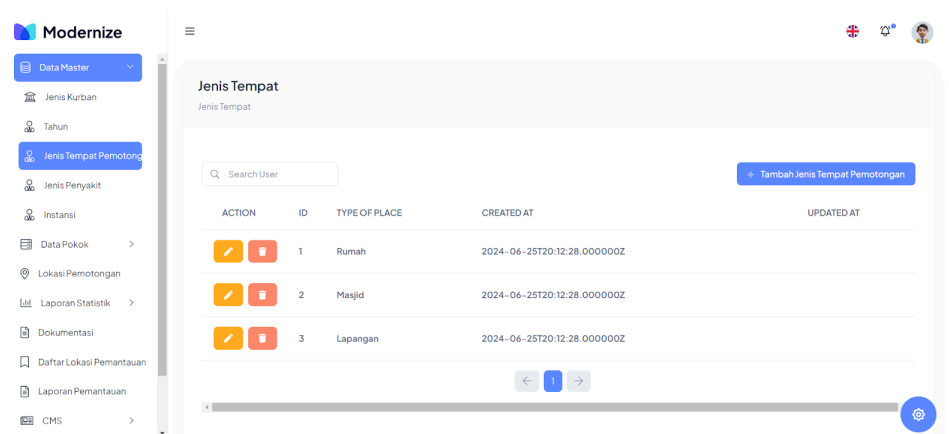 Modernize
Data Master
Jenis Kurban
Tahun
Jenis Tempat Pemotong
Jenis Penyakit
Instansi
Data Pokok
Lokasi Pemotongan
Laporan Statistik
Dokumentasi
Daftar Lokasi Pemantauan
Laporan Pemantauan
CMS
Jenis Tempat
Jenis Tempat
Search User
+ Tambah Jenis Tempat Pemotongan
ACTION ID TYPE OF PLACE CREATED AT UPDATED AT
1 Rumah 2024-06-25T20:12:28.000000Z
2 Masjid 2024-06-25T20:12:28.000000Z
3 Lapangan 2024-06-25T20:12:28.000000Z
1